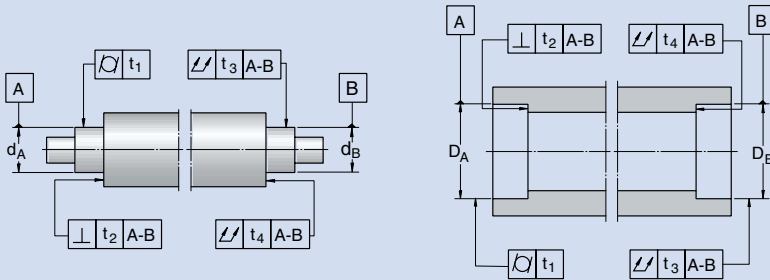 A
B
⊥ t2 A-B
⌰ t4 A-B
⌭ t1
⌰ t3 A-B
A
B
dA
dB
DA
DB
⊥ t2 A-B
⌰ t4 A-B
⌭ t1
⌰ t3 A-B